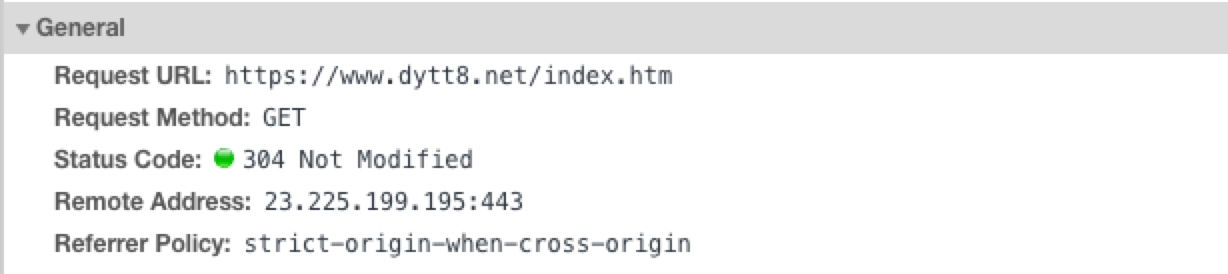 General
Request URL: https://www.dytt8.net/index.htm
Request Method: GET
Status Code: 304 Not Modified
Remote Address: 23.225.199.195:443
Referrer Policy: strict-origin-when-cross-origin